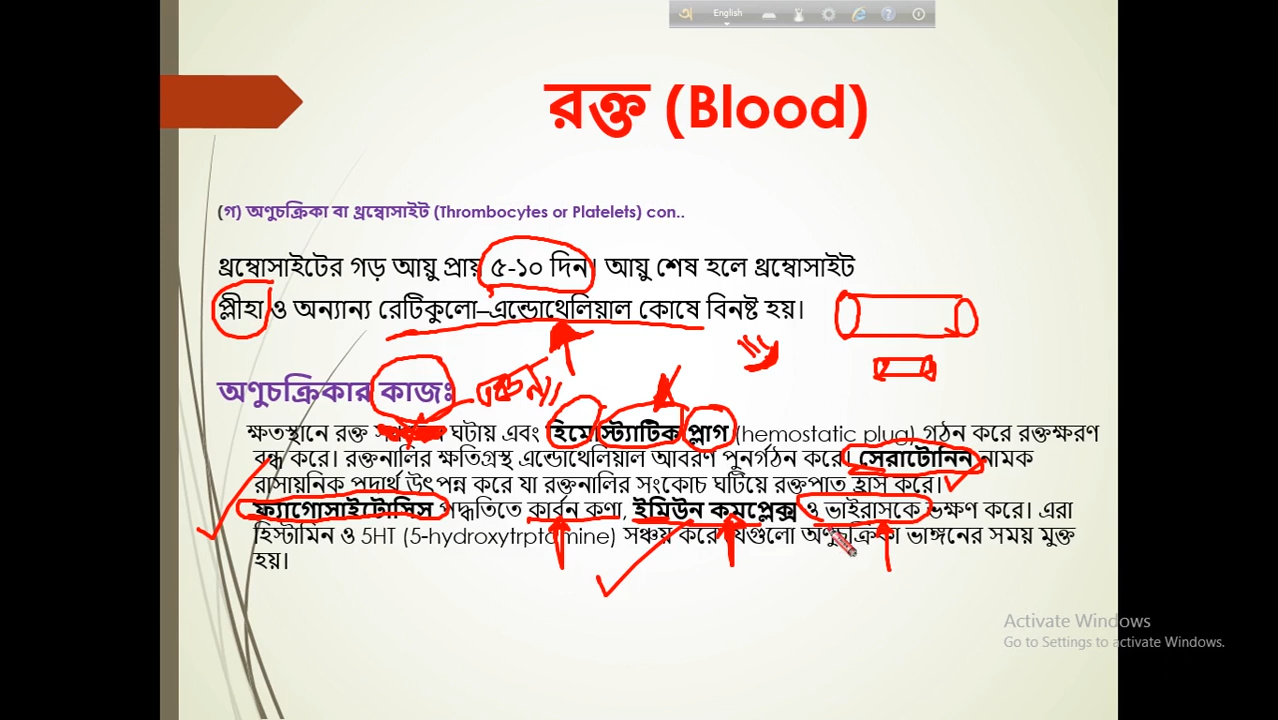 English
রক্ত (Blood)
(গ) অণুচক্রিকা বা থ্রম্বোসাইট (Thrombocytes or Platelets) con..
থ্রম্বোসাইটের গড় আয়ু প্রায় ৫-১০ দিন। আয়ু শেষ হলে থ্রম্বোসাইট
প্লীহা ও অন্যান্য রেটিকুলো–এন্ডোথেলিয়াল কোষে বিনষ্ট হয়।
অণুচক্রিকার কাজঃ
ক্ষতস্থানে রক্ত ঘটায় এবং হিমোস্ট্যাটিক প্লাগ (hemostatic plug) গঠন করে রক্তক্ষরণ
বন্ধ করে। রক্তনালির ক্ষতিগ্রস্থ এন্ডোথেলিয়াল আবরণ পুনর্গঠন করে। সেরাটোনিন নামক
রাসায়নিক পদার্থ উৎপন্ন করে যা রক্তনালির সংকোচ ঘটিয়ে রক্তপাত হ্রাস করে।
ফ্যাগোসাইটোসিস পদ্ধতিতে কার্বন কণা, ইমিউন কমপ্লেক্স ও ভাইরাসকে ভক্ষণ করে। এরা
হিস্টামিন ও 5HT (5-hydroxytrptamine) সঞ্চয় করে যেগুলো অণুচক্রিকা ভাঙ্গনের সময় মুক্ত
হয়।
Activate Windows
Go to Settings to activate Windows.